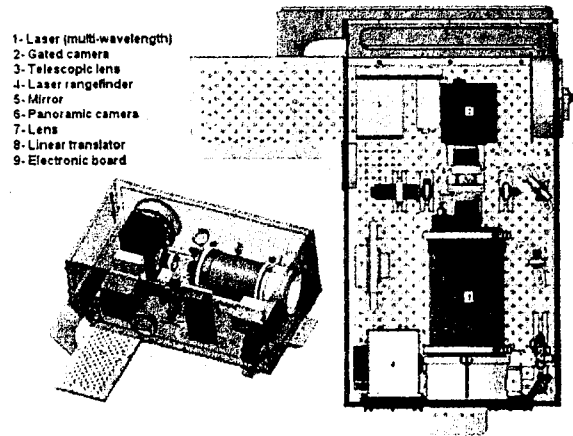 1- Laser (multi-wavelength)
2- Gated camera
3- Telescopic lens
4- Laser rangefinder
5- Mirror
6- Panoramic camera
7- Lens
8- Linear translator
9- Electronic board